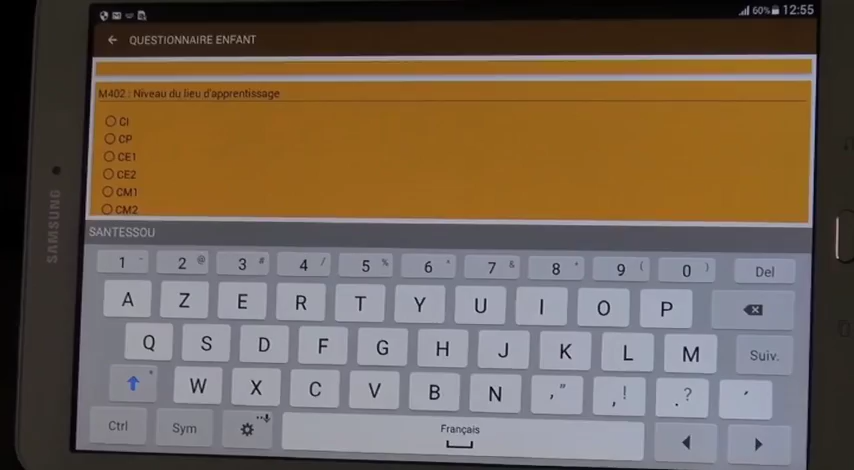 60% 12:55
QUESTIONNAIRE ENFANT
M402 : Niveau du lieu d'apprentissage
CI
CP
CE1
CE2
CM1
CM2
SANTESSOU
SAMSUNG
1 - 2 @ 3 # 4 / 5 % 6 7 & 8 9 ( 0 ) Del
A Z E R T Y U I O P
Q S D F G H J K L M Suiv.
W X C V B N , " , ! . ? ´
Ctrl Sym Français